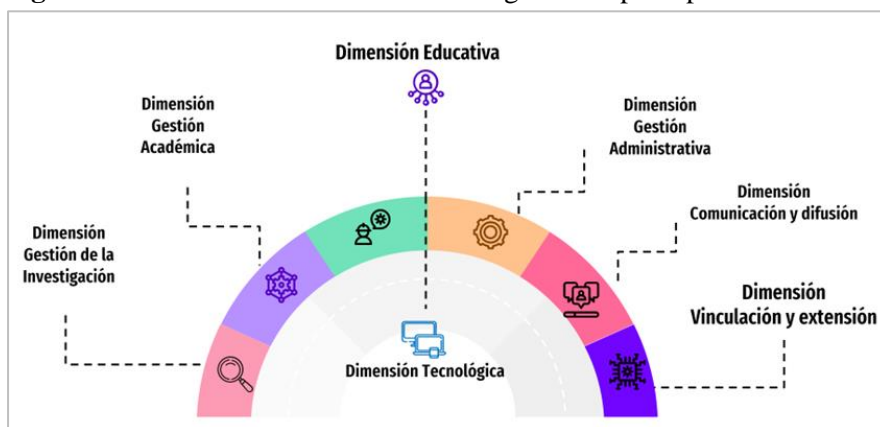 Dimensión Educativa
Dimensión
Gestión
Académica
Dimensión
Gestión
Administrativa
Dimensión
Comunicación y difusión
Dimensión
Gestión de la
Investigación
Dimensión
Vinculación y extensión
Dimensión Tecnológica